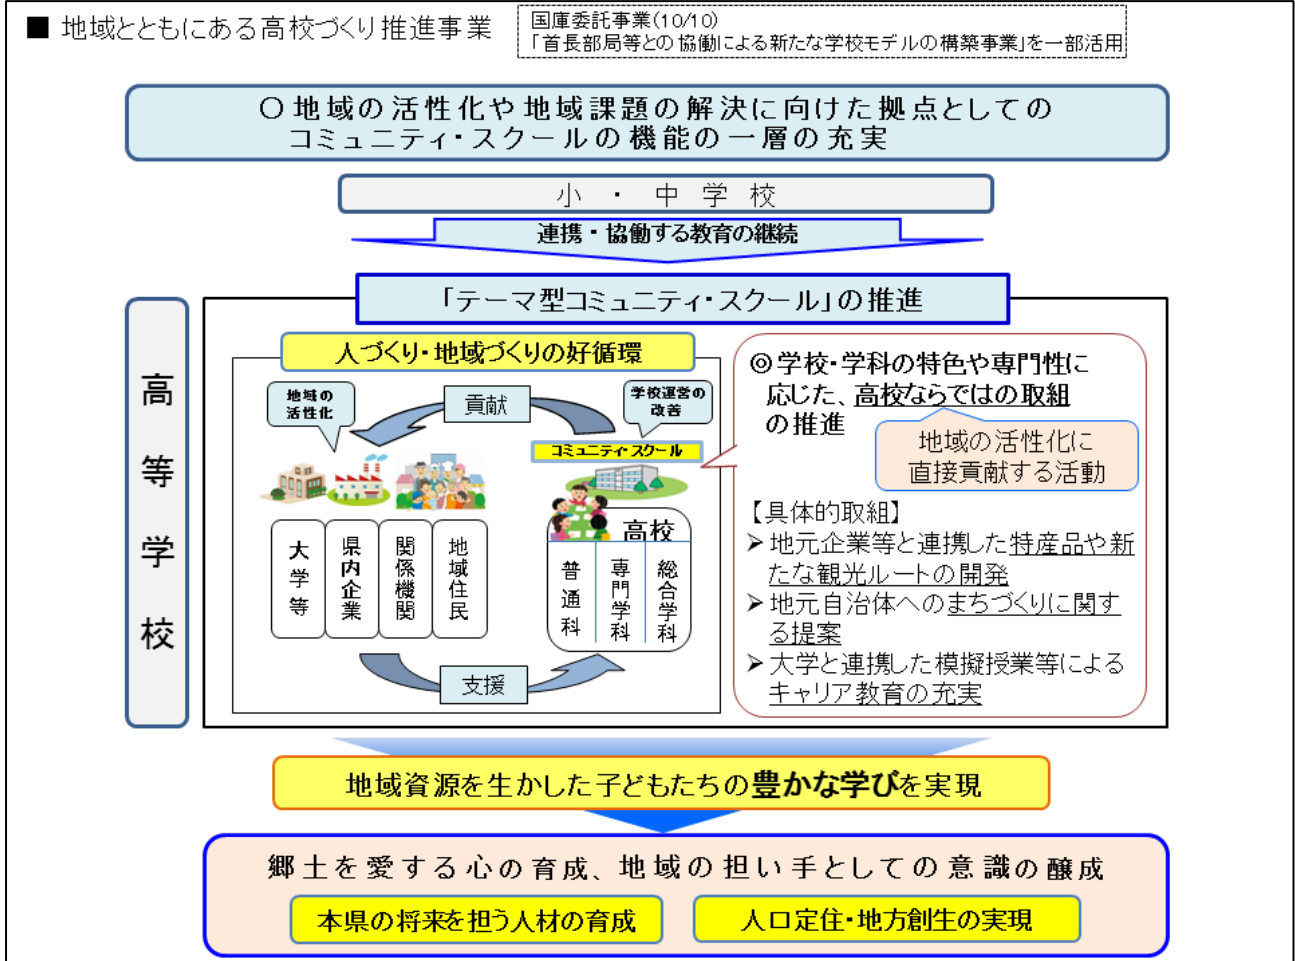 ■ 地域とともにある高校づくり推進事業
国庫委託事業(10/10)
「首長部局等との協働による新たな学校モデルの構築事業」を一部活用
〇地域の活性化や地域課題の解決に向けた拠点としての
コミュニティ・スクールの機能の一層の充実
小・中学校
連携・協働する教育の継続
高等学校
「テーマ型コミュニティ・スクール」の推進
人づくり・地域づくりの好循環
地域の
活性化
貢献
学校運営の
改善
コミュニティ・スクール
大学等
県内企業
関係機関
地域住民
高校
普通科
専門学科
総合学科
支援
◎学校・学科の特色や専門性に
応じた、高校ならではの取組
の推進
地域の活性化に
直接貢献する活動
【具体的取組】
➢地元企業等と連携した特産品や新
たな観光ルートの開発
➢地元自治体へのまちづくりに関す
る提案
➢大学と連携した模擬授業等による
キャリア教育の充実
地域資源を生かした子どもたちの豊かな学びを実現
郷土を愛する心の育成、地域の担い手としての意識の醸成
本県の将来を担う人材の育成
人口定住・地方創生の実現